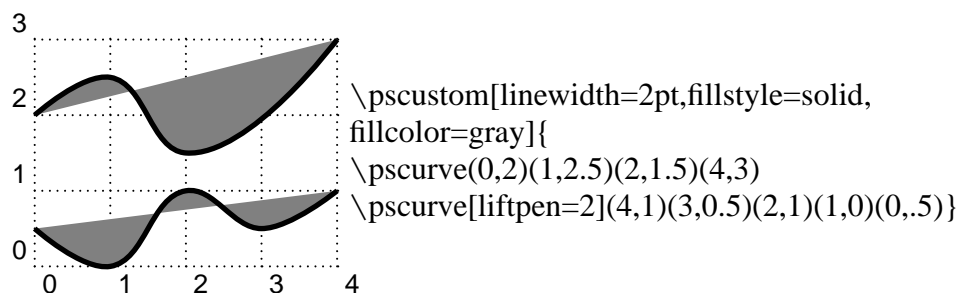 3
2
1
0
0 1 2 3 4
\pscustom[linewidth=2pt,fillstyle=solid,
fillcolor=gray]{
\pscurve(0,2)(1,2.5)(2,1.5)(4,3)
\pscurve[liftpen=2](4,1)(3,0.5)(2,1)(1,0)(0,.5)}